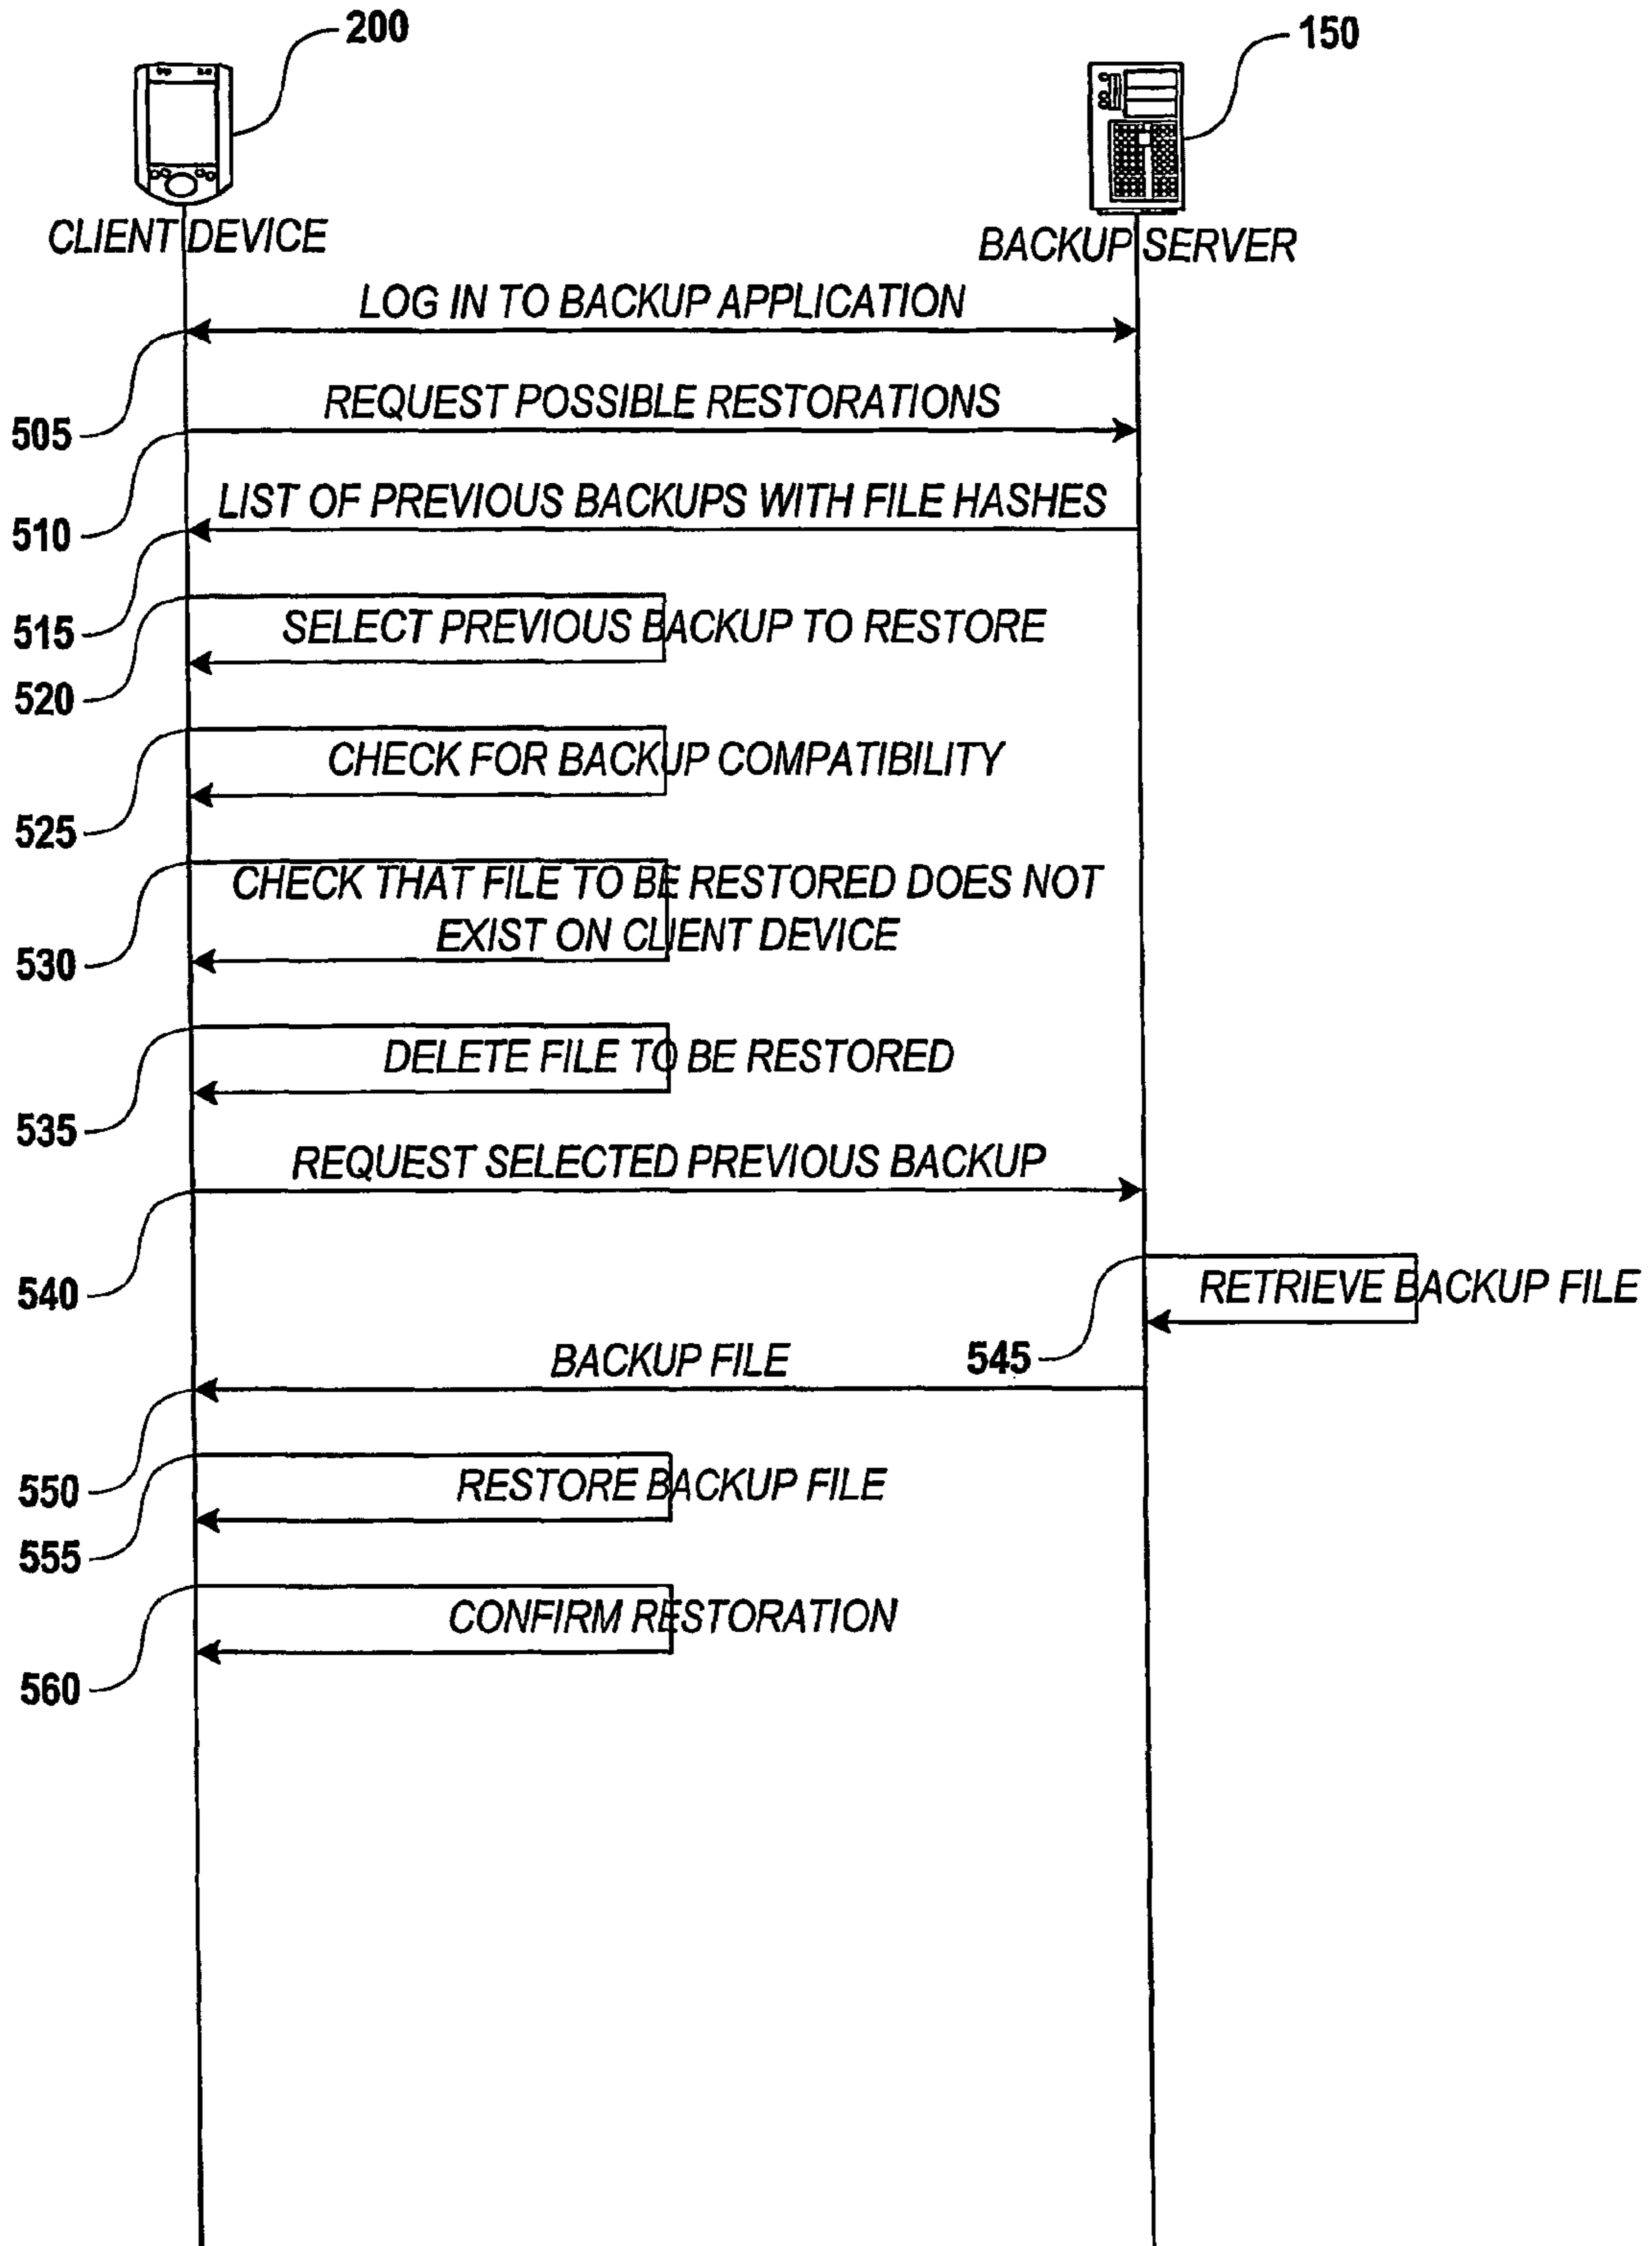 200
150
CLIENT DEVICE
BACKUP SERVER
LOG IN TO BACKUP APPLICATION
505
REQUEST POSSIBLE RESTORATIONS
510
LIST OF PREVIOUS BACKUPS WITH FILE HASHES
515
SELECT PREVIOUS BACKUP TO RESTORE
520
CHECK FOR BACKUP COMPATIBILITY
525
CHECK THAT FILE TO BE RESTORED DOES NOT
EXIST ON CLIENT DEVICE
530
DELETE FILE TO BE RESTORED
535
REQUEST SELECTED PREVIOUS BACKUP
540
RETRIEVE BACKUP FILE
545
BACKUP FILE
550
RESTORE BACKUP FILE
555
CONFIRM RESTORATION
560